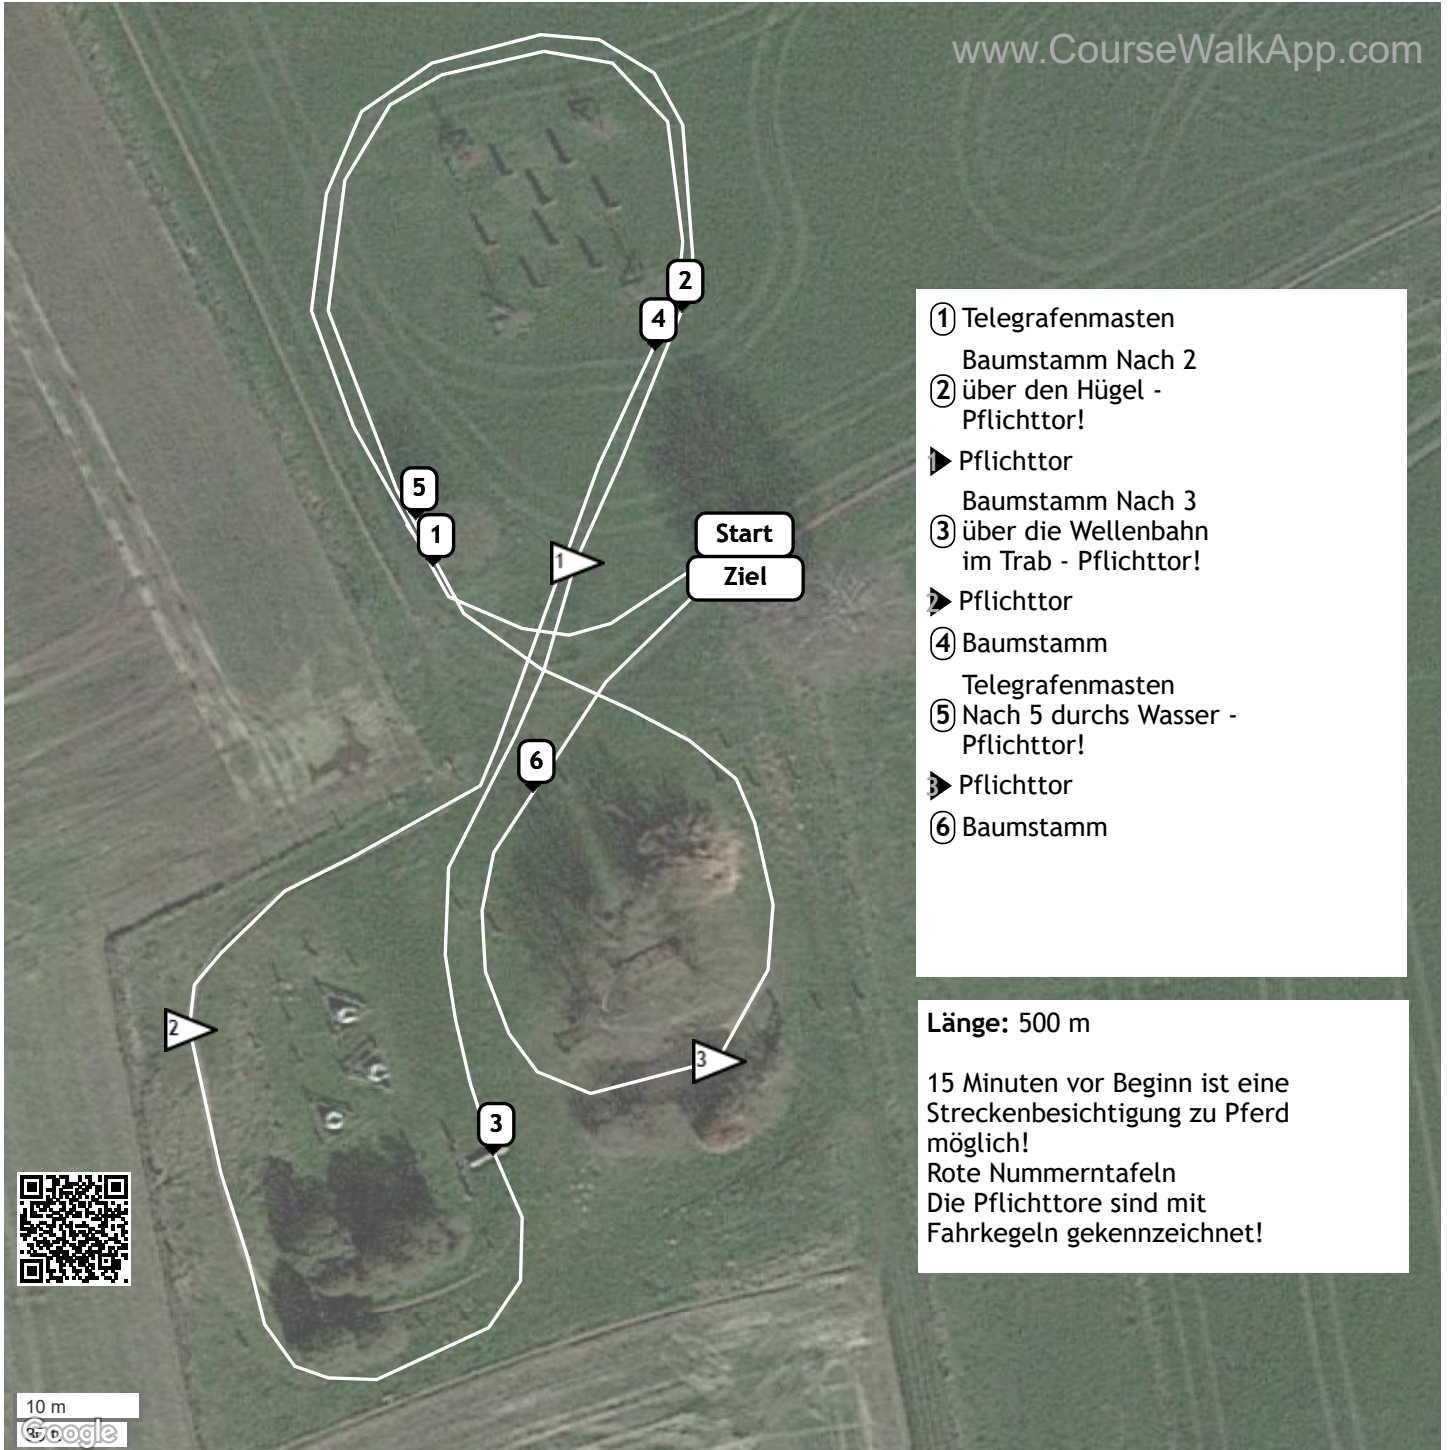 www.CourseWalkApp.com
2
4
5
1
1
Start
Ziel
6
2
3
3
1 Telegrafenmasten
Baumstamm Nach 2
2 über den Hügel -
Pflichttor!
1 Pflichttor
Baumstamm Nach 3
3 über die Wellenbahn
im Trab - Pflichttor!
2 Pflichttor
4 Baumstamm
Telegrafenmasten
5 Nach 5 durchs Wasser -
Pflichttor!
3 Pflichttor
6 Baumstamm
Länge: 500 m
15 Minuten vor Beginn ist eine
Streckenbesichtigung zu Pferd
möglich!
Rote Nummerntafeln
Die Pflichttore sind mit
Fahrkegeln gekennzeichnet!
10 m
Google